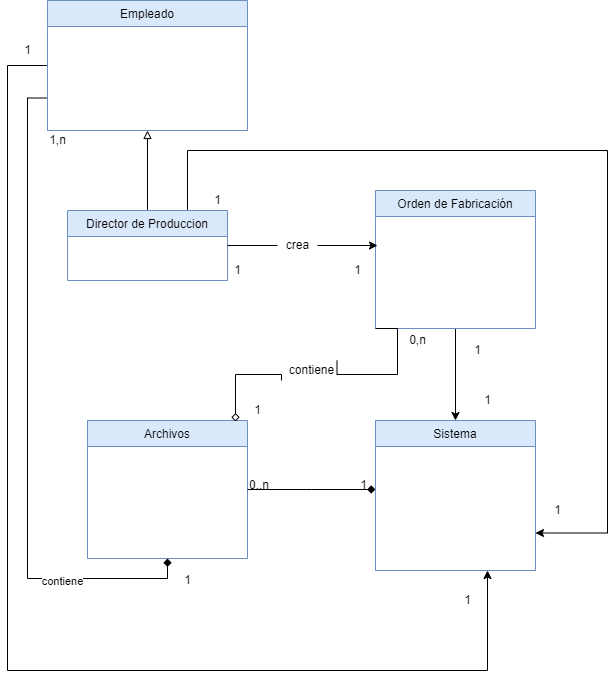 Empleado
1
1,n
1
Director de Produccion
Orden de Fabricación
crea
1
1
0,n
1
contiene
1
1
Archivos
Sistema
0..n
1
1
contiene
1
1